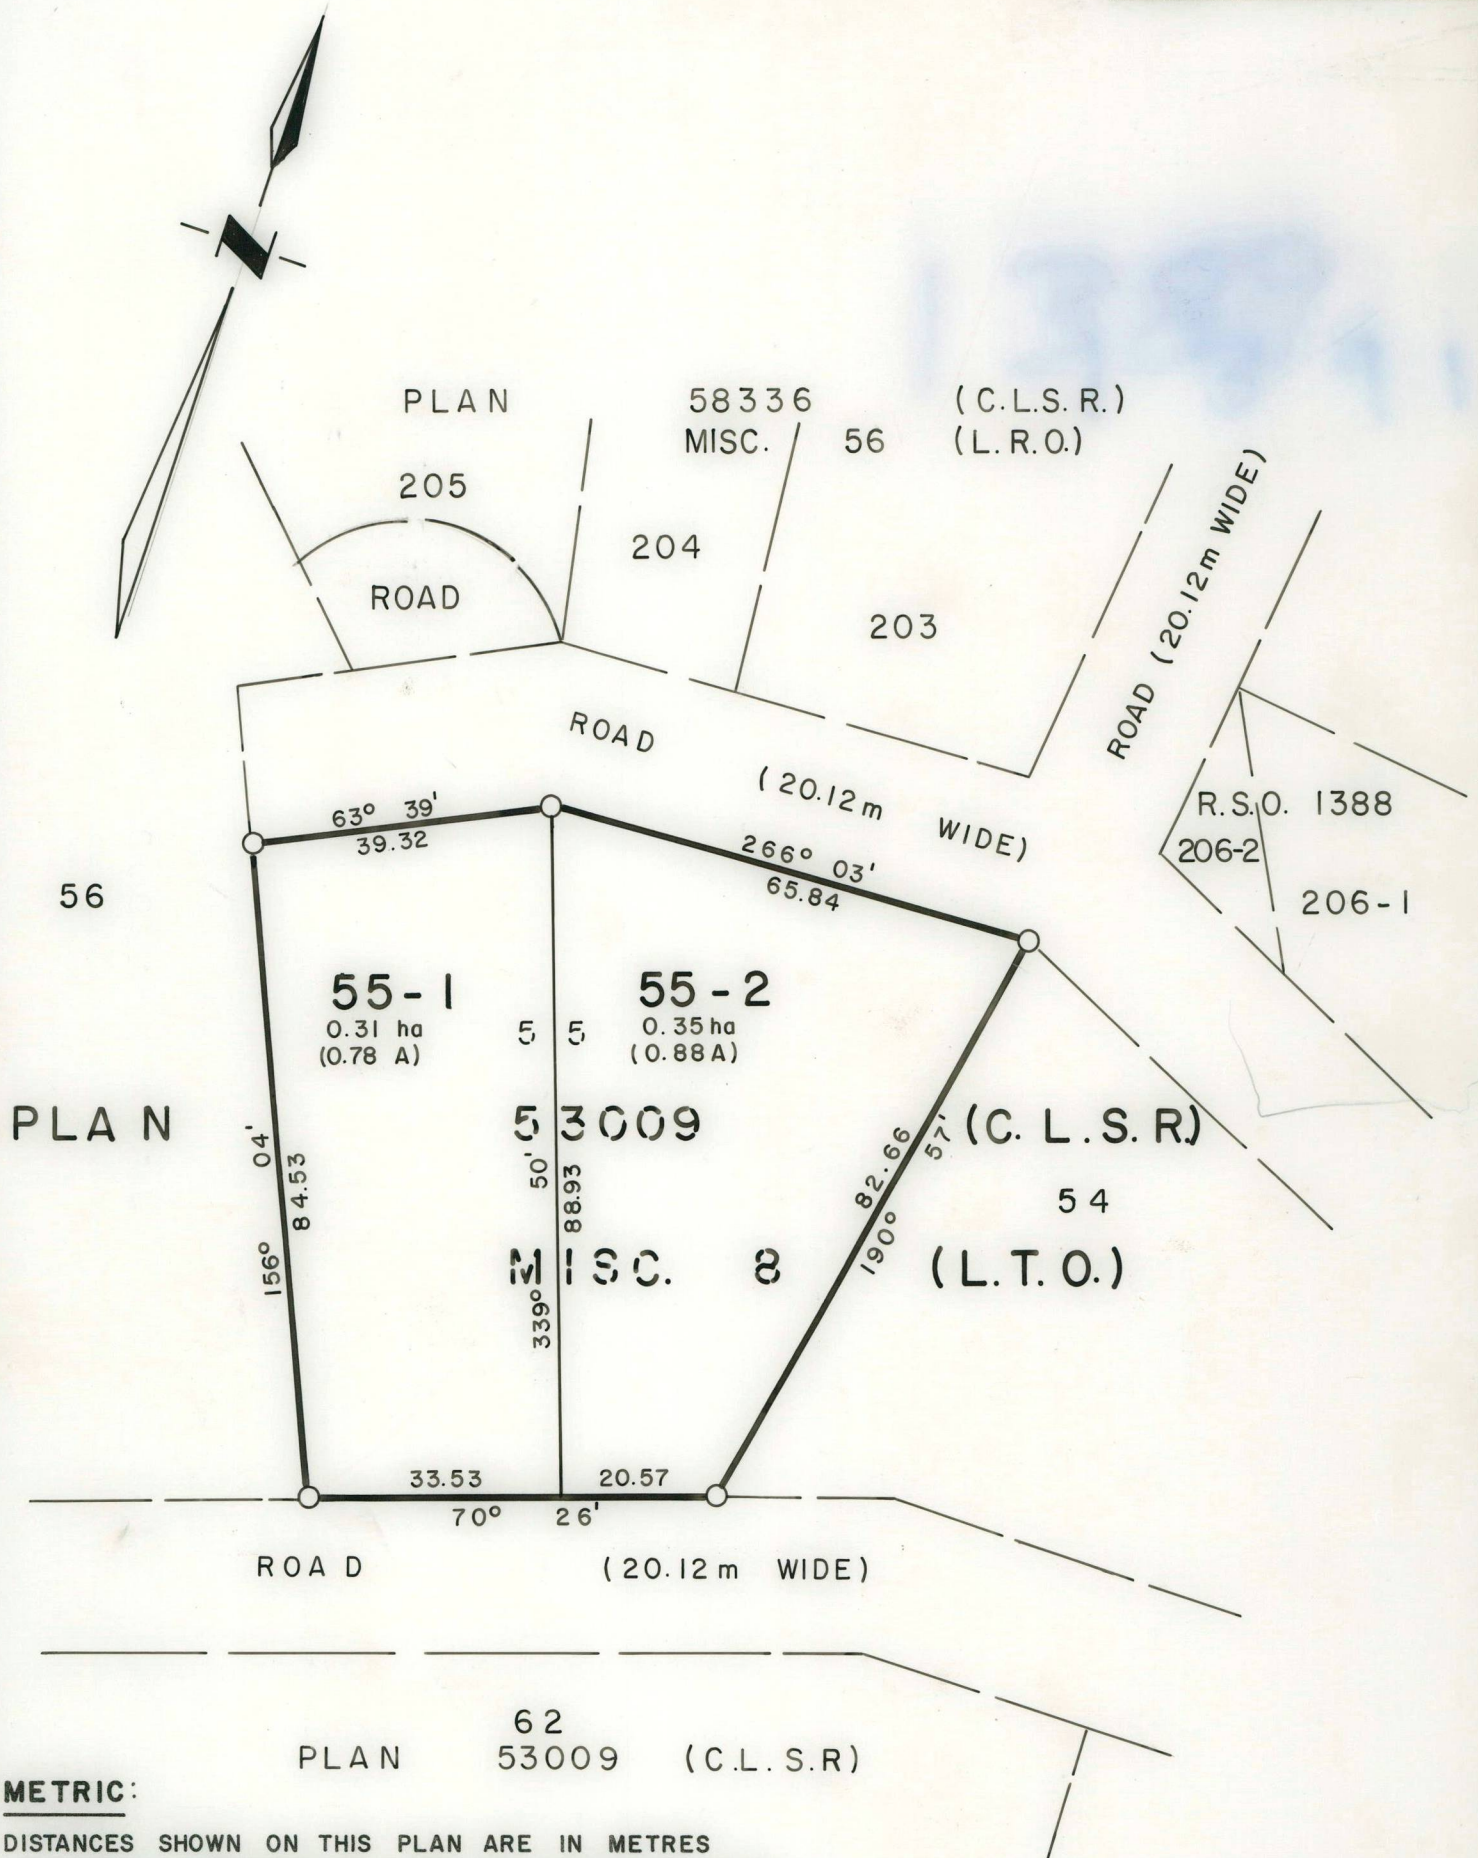 N
PLAN 58336 (C.L.S.R.)
MISC. 56 (L.R.O.)
205
204
ROAD
203
ROAD (20.12m WIDE)
ROAD (20.12m WIDE)
R.S.O. 1388
206-2
206-1
63° 39'
39.32
266° 03'
65.84
56
55-1
0.31 ha
(0.78 A)
55
55-2
0.35 ha
(0.88A)
PLAN 53009 (C.L.S.R.)
54
MISC. 8 (L.T.O.)
156° 04'
84.53
339° 50'
88.93
82.66
190° 57'
33.53 20.57
70° 26'
ROAD (20.12m WIDE)
62
PLAN 53009 (C.L.S.R)
METRIC:
DISTANCES SHOWN ON THIS PLAN ARE IN METRES